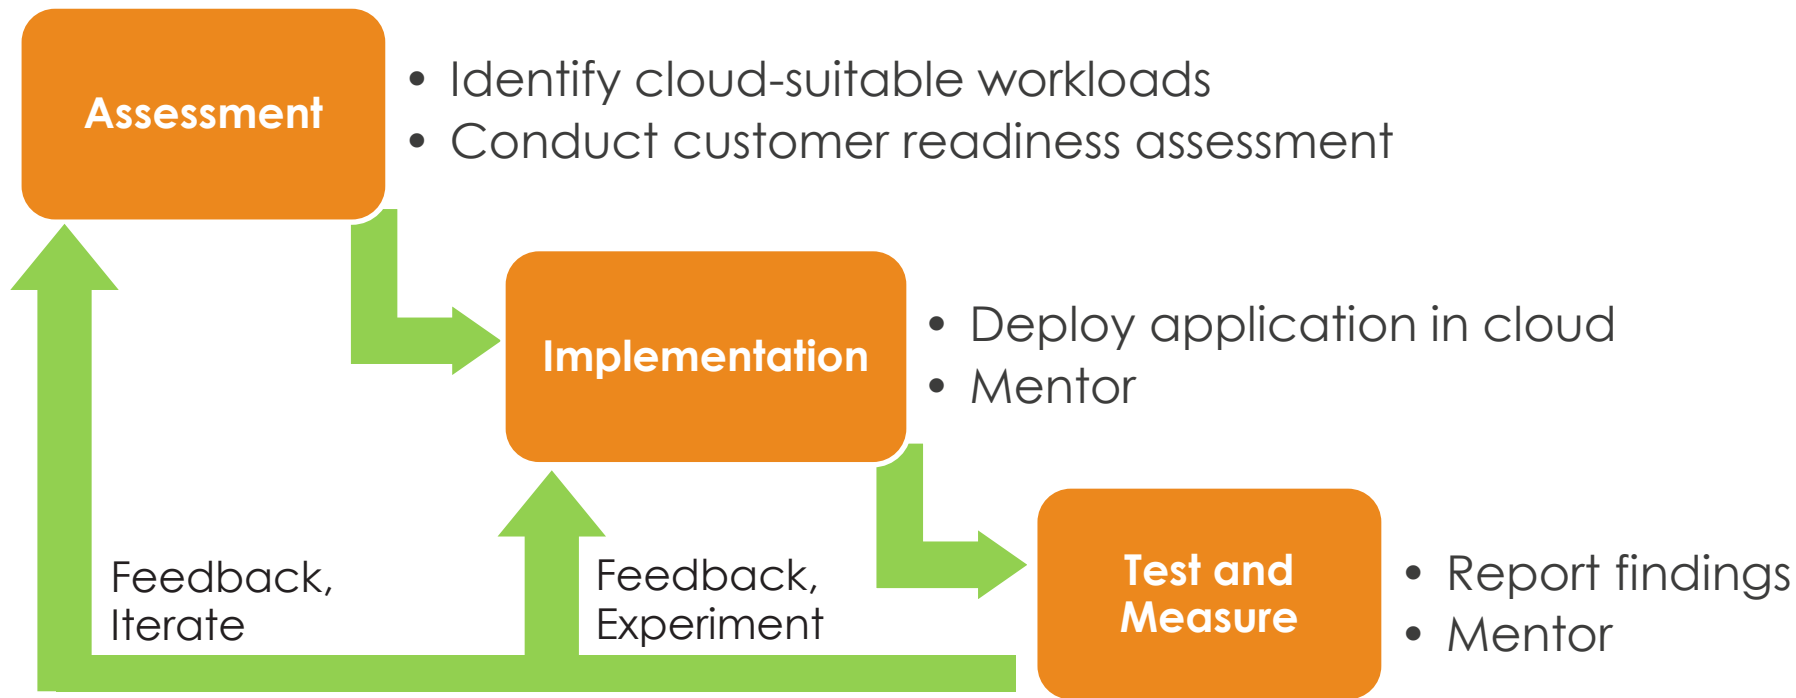 Assessment
• Identify cloud-suitable workloads
• Conduct customer readiness assessment
Implementation
• Deploy application in cloud
• Mentor
Test and
Measure
• Report findings
• Mentor
Feedback,
Iterate
Feedback,
Experiment